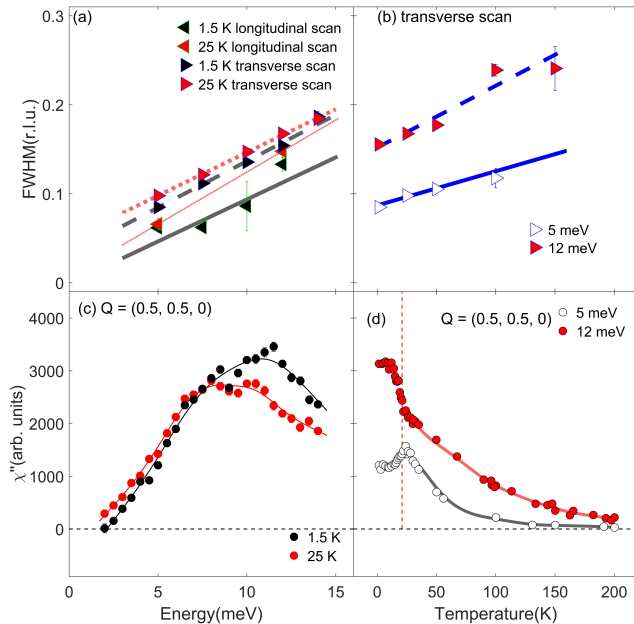 (a)
1.5 K longitudinal scan
25 K longitudinal scan
1.5 K transverse scan
25 K transverse scan
FWHM(r.l.u.)
0.3
0.2
0.1
0
(b) transverse scan
5 meV
12 meV
(c) Q = (0.5, 0.5, 0)
χ''(arb. units)
4000
3000
2000
1000
0
1.5 K
25 K
0 5 10 15
Energy(meV)
(d)
Q = (0.5, 0.5, 0)
5 meV
12 meV
0 50 100 150 200
Temperature(K)